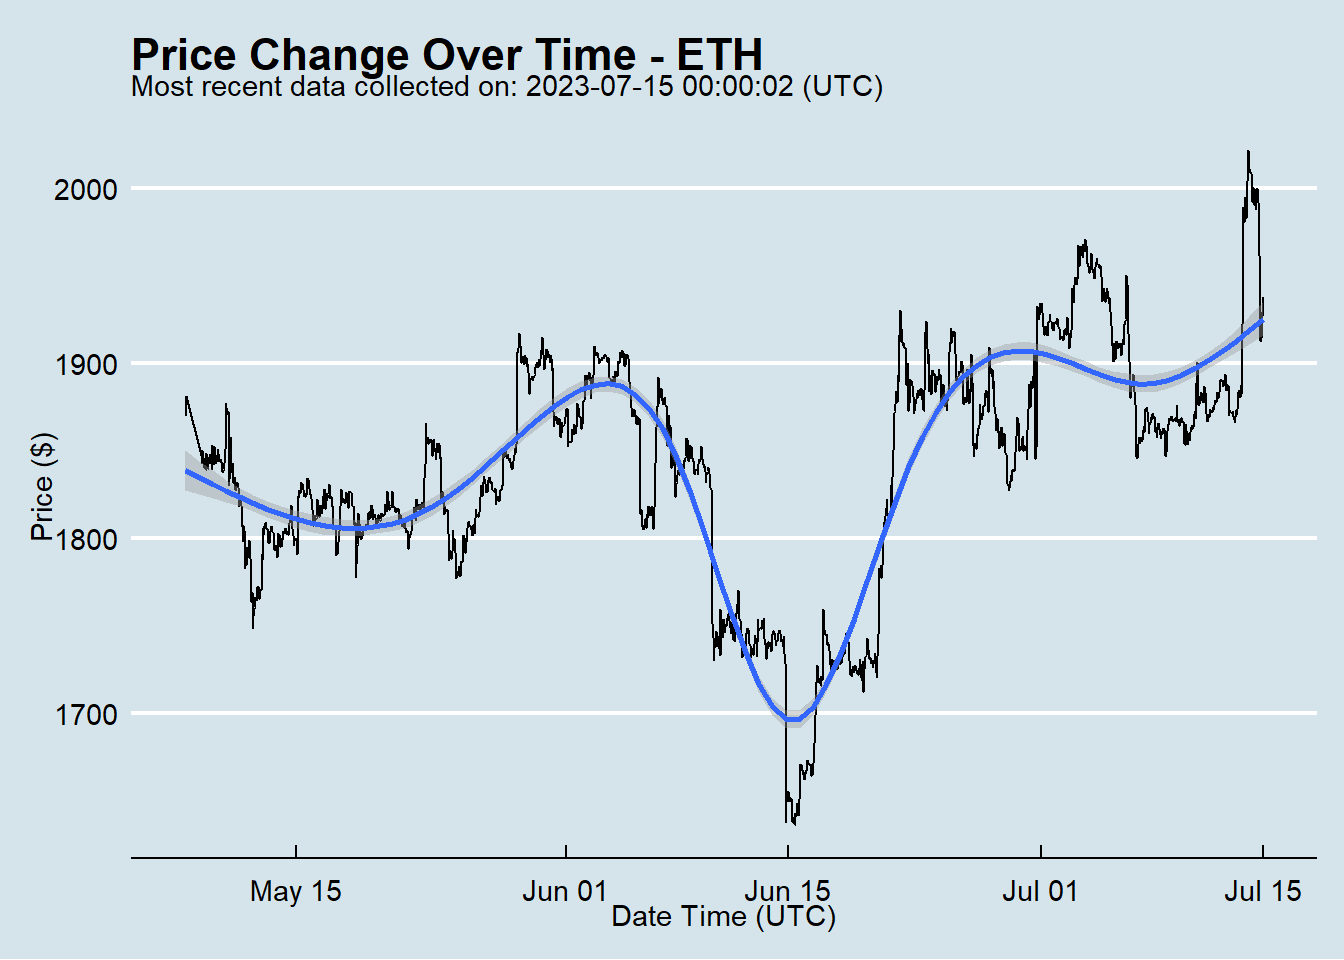 Price Change Over Time - ETH
Most recent data collected on: 2023-07-15 00:00:02 (UTC)
2000
1900
1800
1700
Price ($)
May 15
Jun 01
Jun 15
Jul 01
Jul 15
Date Time (UTC)